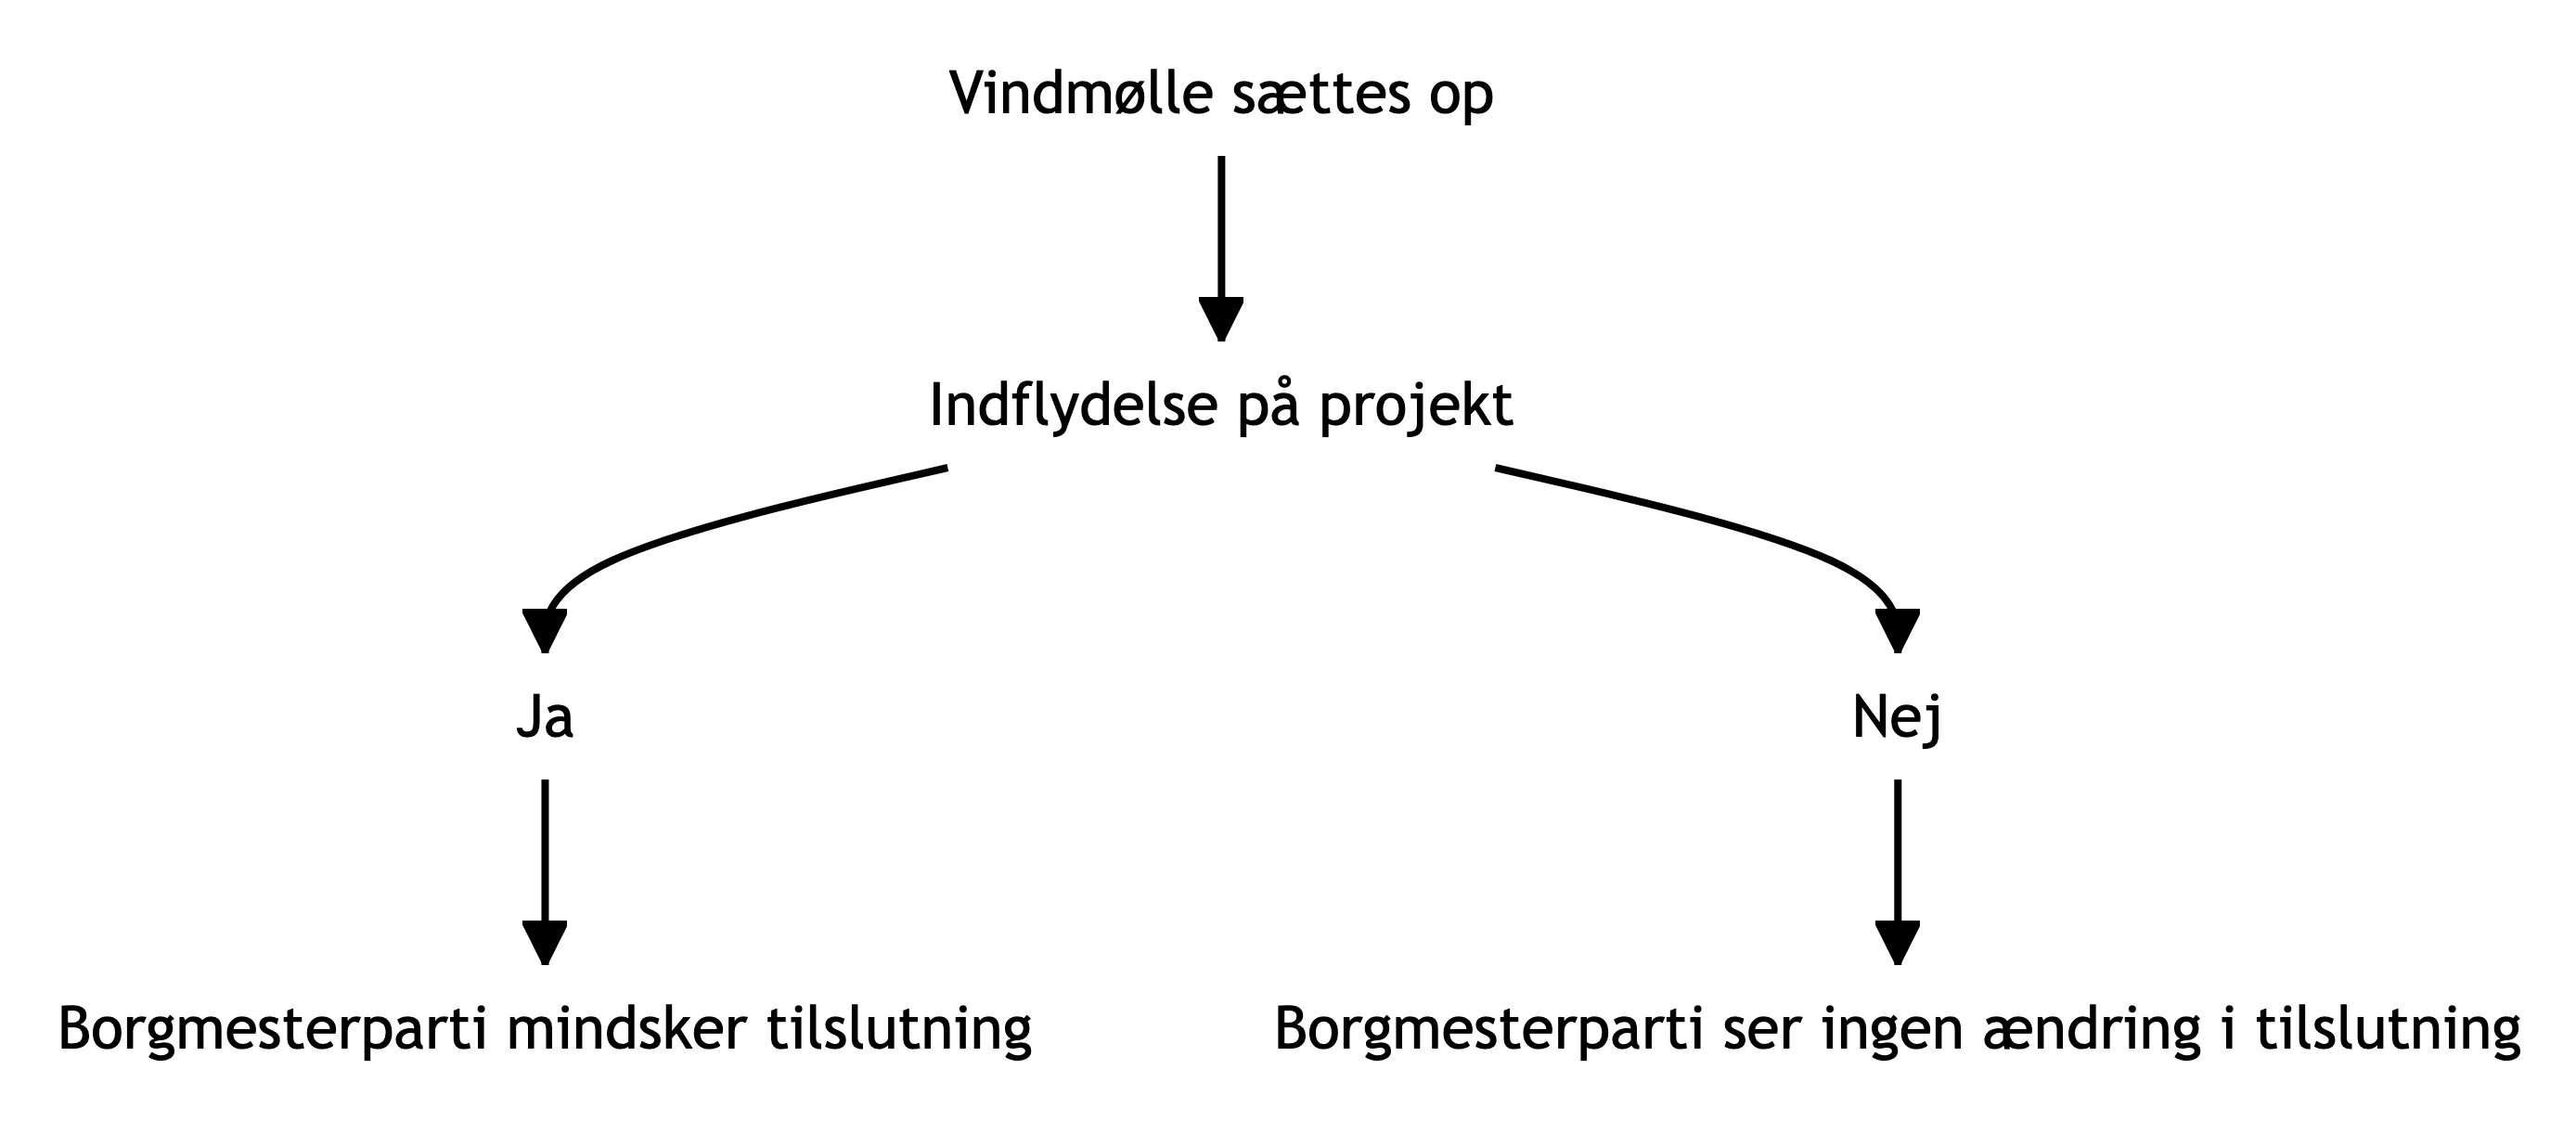 Vindmølle sættes op
Indflydelse på projekt
Ja
Nej
Borgmesterparti mindsker tilslutning
Borgmesterparti ser ingen ændring i tilslutning